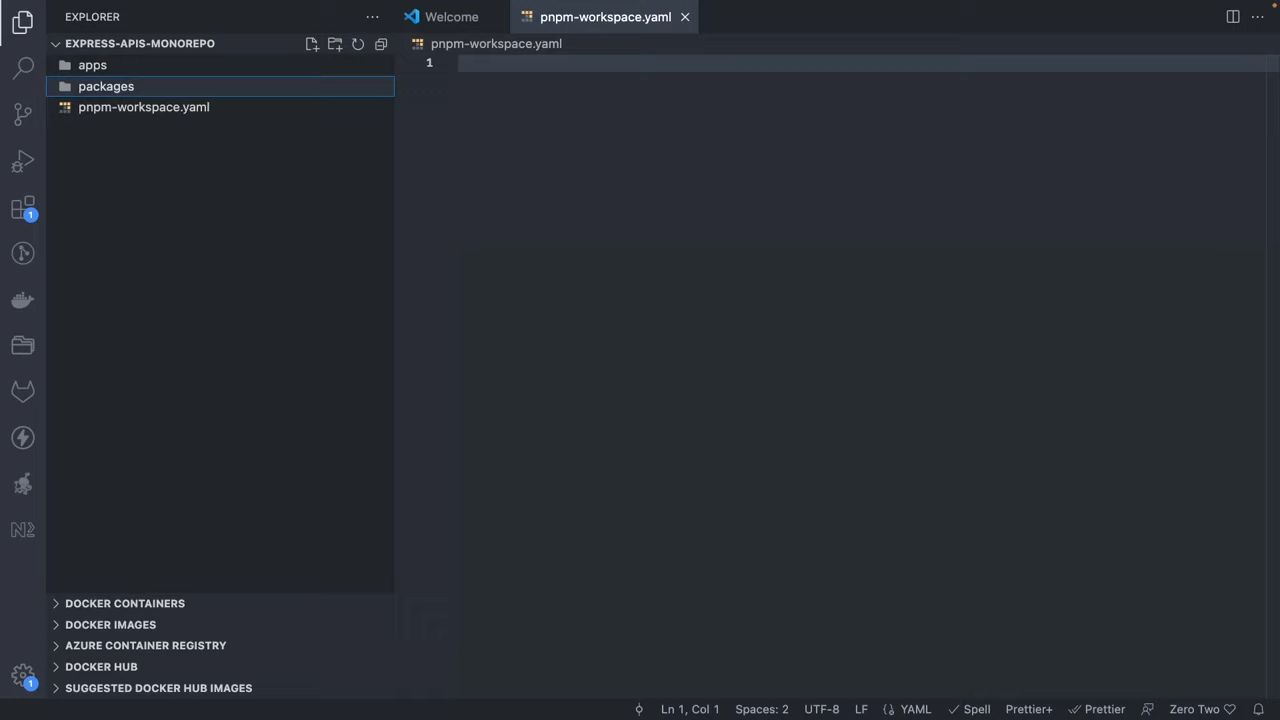 EXPLORER
EXPRESS-APIS-MONOREPO
apps
packages
pnpm-workspace.yaml
1
1
DOCKER CONTAINERS
DOCKER IMAGES
AZURE CONTAINER REGISTRY
DOCKER HUB
SUGGESTED DOCKER HUB IMAGES
Welcome
pnpm-workspace.yaml
pnpm-workspace.yaml
1
Ln 1, Col 1
Spaces: 2
UTF-8
LF
YAML
Spell
Prettier+
Prettier
Zero Two